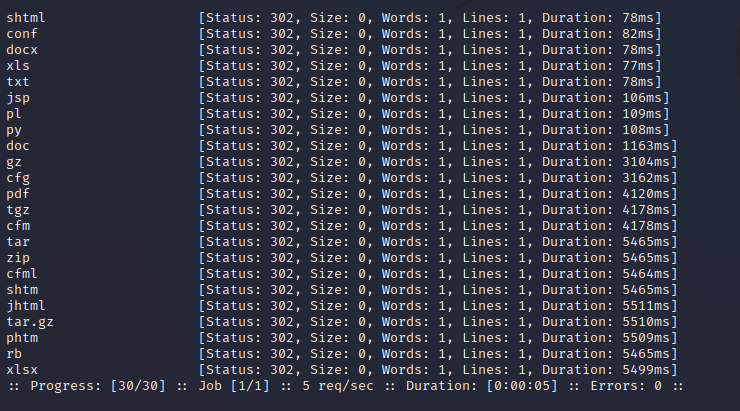 shtml [Status: 302, Size: 0, Words: 1, Lines: 1, Duration: 78ms]
conf [Status: 302, Size: 0, Words: 1, Lines: 1, Duration: 82ms]
docx [Status: 302, Size: 0, Words: 1, Lines: 1, Duration: 78ms]
xls [Status: 302, Size: 0, Words: 1, Lines: 1, Duration: 77ms]
txt [Status: 302, Size: 0, Words: 1, Lines: 1, Duration: 78ms]
jsp [Status: 302, Size: 0, Words: 1, Lines: 1, Duration: 106ms]
pl [Status: 302, Size: 0, Words: 1, Lines: 1, Duration: 109ms]
py [Status: 302, Size: 0, Words: 1, Lines: 1, Duration: 108ms]
doc [Status: 302, Size: 0, Words: 1, Lines: 1, Duration: 1163ms]
gz [Status: 302, Size: 0, Words: 1, Lines: 1, Duration: 3104ms]
cfg [Status: 302, Size: 0, Words: 1, Lines: 1, Duration: 3162ms]
pdf [Status: 302, Size: 0, Words: 1, Lines: 1, Duration: 4120ms]
tgz [Status: 302, Size: 0, Words: 1, Lines: 1, Duration: 4178ms]
cfm [Status: 302, Size: 0, Words: 1, Lines: 1, Duration: 4178ms]
tar [Status: 302, Size: 0, Words: 1, Lines: 1, Duration: 5465ms]
zip [Status: 302, Size: 0, Words: 1, Lines: 1, Duration: 5465ms]
cfml [Status: 302, Size: 0, Words: 1, Lines: 1, Duration: 5464ms]
shtm [Status: 302, Size: 0, Words: 1, Lines: 1, Duration: 5465ms]
jhtml [Status: 302, Size: 0, Words: 1, Lines: 1, Duration: 5511ms]
tar.gz [Status: 302, Size: 0, Words: 1, Lines: 1, Duration: 5510ms]
phtm [Status: 302, Size: 0, Words: 1, Lines: 1, Duration: 5509ms]
rb [Status: 302, Size: 0, Words: 1, Lines: 1, Duration: 5465ms]
xlsx [Status: 302, Size: 0, Words: 1, Lines: 1, Duration: 5499ms]
:: Progress: [30/30] :: Job [1/1] :: 5 req/sec :: Duration: [0:00:05] :: Errors: 0 ::